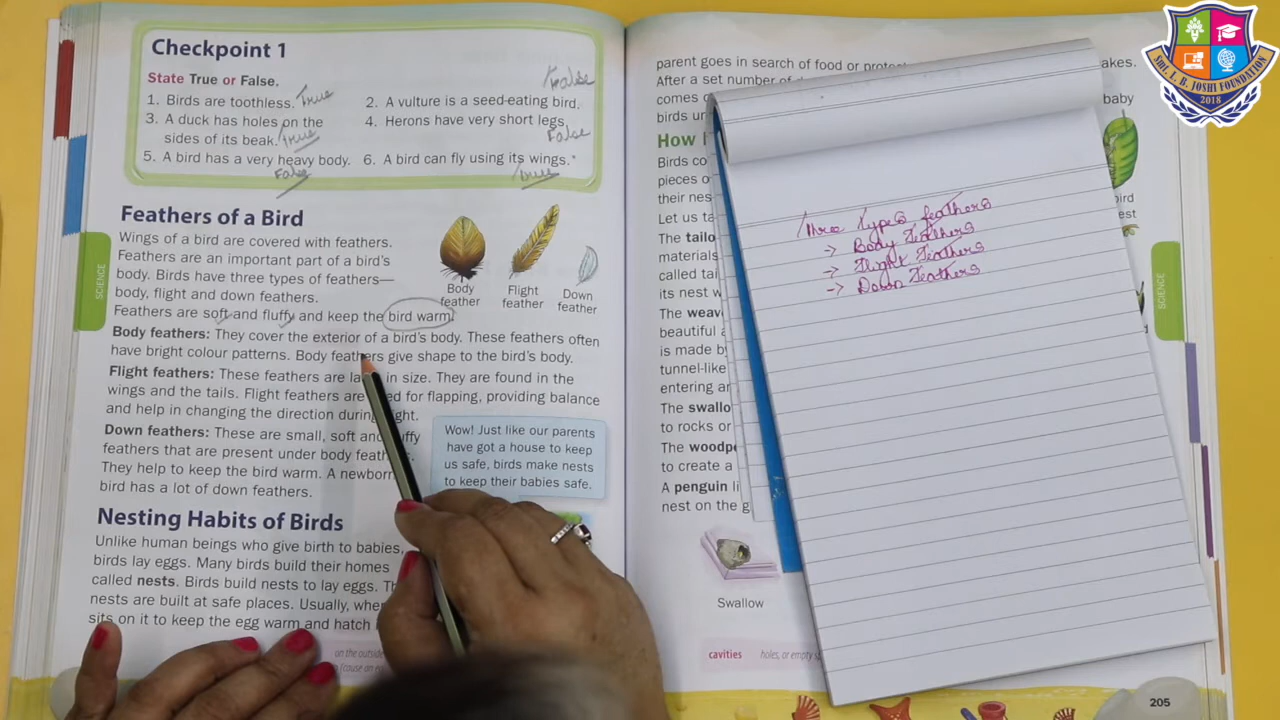 Checkpoint 1
State True or False.
1. Birds are toothless. True
2. A vulture is a seed-eating bird. False
3. A duck has holes on the
sides of its beak. True
4. Herons have very short legs.
False
5. A bird has a very heavy body.
False
6. A bird can fly using its wings.
True
Feathers of a Bird
Wings of a bird are covered with feathers.
Feathers are an important part of a bird's
body. Birds have three types of feathers—
body, flight and down feathers.
Feathers are soft and fluffy and keep the bird warm.
Body feather
Flight feather
Down feather
Body feathers: They cover the exterior of a bird's body. These feathers often
have bright colour patterns. Body feathers give shape to the bird's body.
Flight feathers: These feathers are in size. They are found in the
wings and the tails. Flight feathers are for flapping, providing balance
and help in changing the direction during
Down feathers: These are small, soft and
feathers that are present under body
They help to keep the bird warm. A newborn
bird has a lot of down feathers.
Wow! Just like our parents
have got a house to keep
us safe, birds make nests
to keep their babies safe.
Nesting Habits of Birds
Unlike human beings who give birth to babies,
birds lay eggs. Many birds build their homes
called nests. Birds build nests to lay eggs.
nests are built at safe places. Usually,
sits on it to keep the egg warm and hatch
on the outside
SCIENCE
parent goes in search of food or
After a set number of
comes
birds
baby
How
Birds
pieces
their nes
Let us
The
materials
called
its nest
The
beautiful
is made
tunnel-like
entering
The swallo
to rocks or
The woodp
to create a
A penguin
nest on the
Swallow
cavities holes, or empty
SCIENCE
205
Three Types feathers
-> Body Feathers
-> Flight Feathers
-> Down Feathers
SHI. L. B. JOSHI FOUNDATION
2018